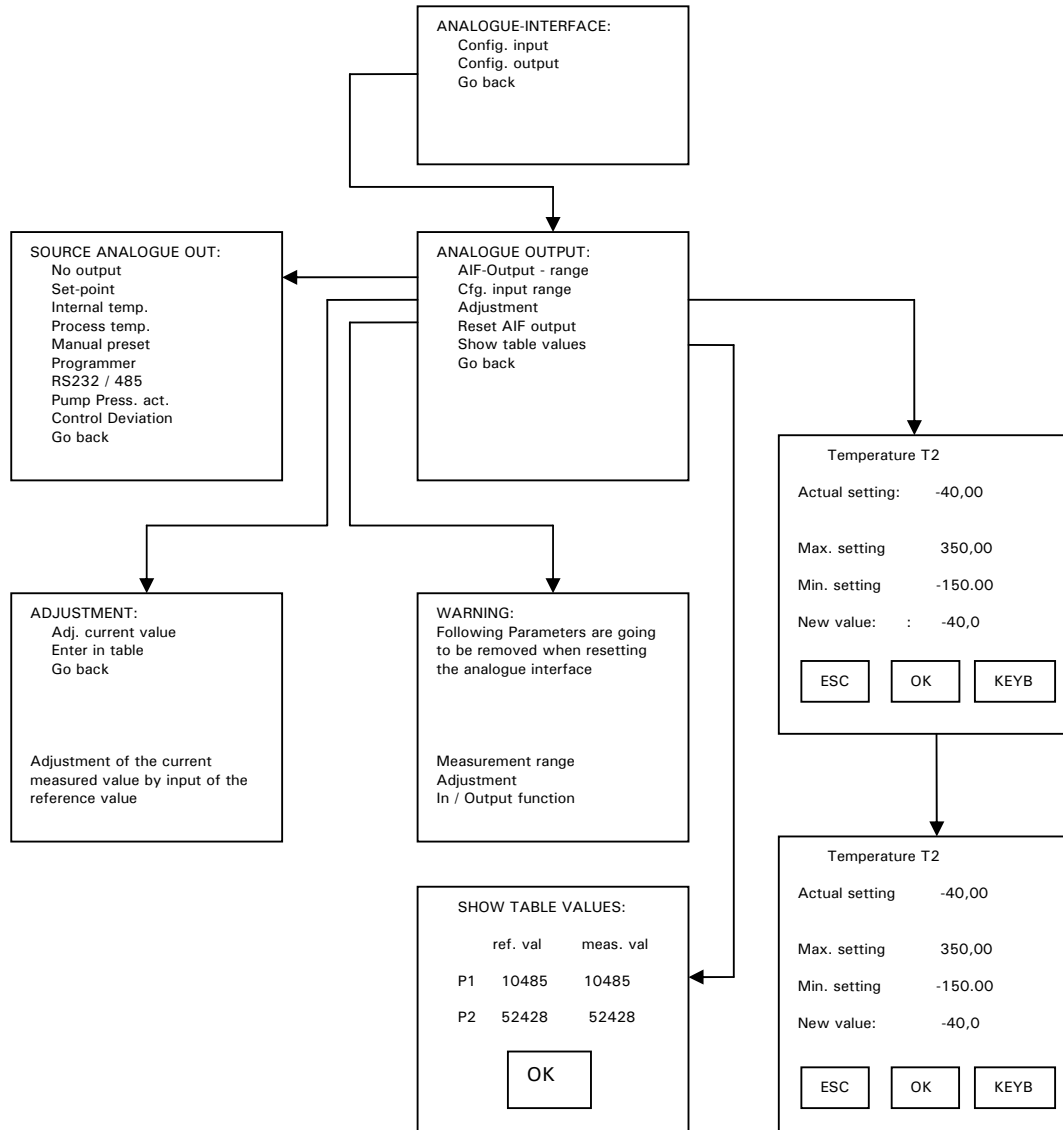 ANALOGUE-INTERFACE:
Config. input
Config. output
Go back
SOURCE ANALOGUE OUT:
No output
Set-point
Internal temp.
Process temp.
Manual preset
Programmer
RS232 / 485
Pump Press. act.
Control Deviation
Go back
ANALOGUE OUTPUT:
AIF-Output - range
Cfg. input range
Adjustment
Reset AIF output
Show table values
Go back
Temperature T2
Actual setting: -40,00
Max. setting 350,00
Min. setting -150.00
New value: : -40,0
ESC OK KEYB
ADJUSTMENT:
Adj. current value
Enter in table
Go back
Adjustment of the current
measured value by input of the
reference value
WARNING:
Following Parameters are going
to be removed when resetting
the analogue interface
Measurement range
Adjustment
In / Output function
Temperature T2
Actual setting -40,00
Max. setting 350,00
Min. setting -150.00
New value: -40,0
ESC OK KEYB
SHOW TABLE VALUES:
ref. val meas. val
P1 10485 10485
P2 52428 52428
OK